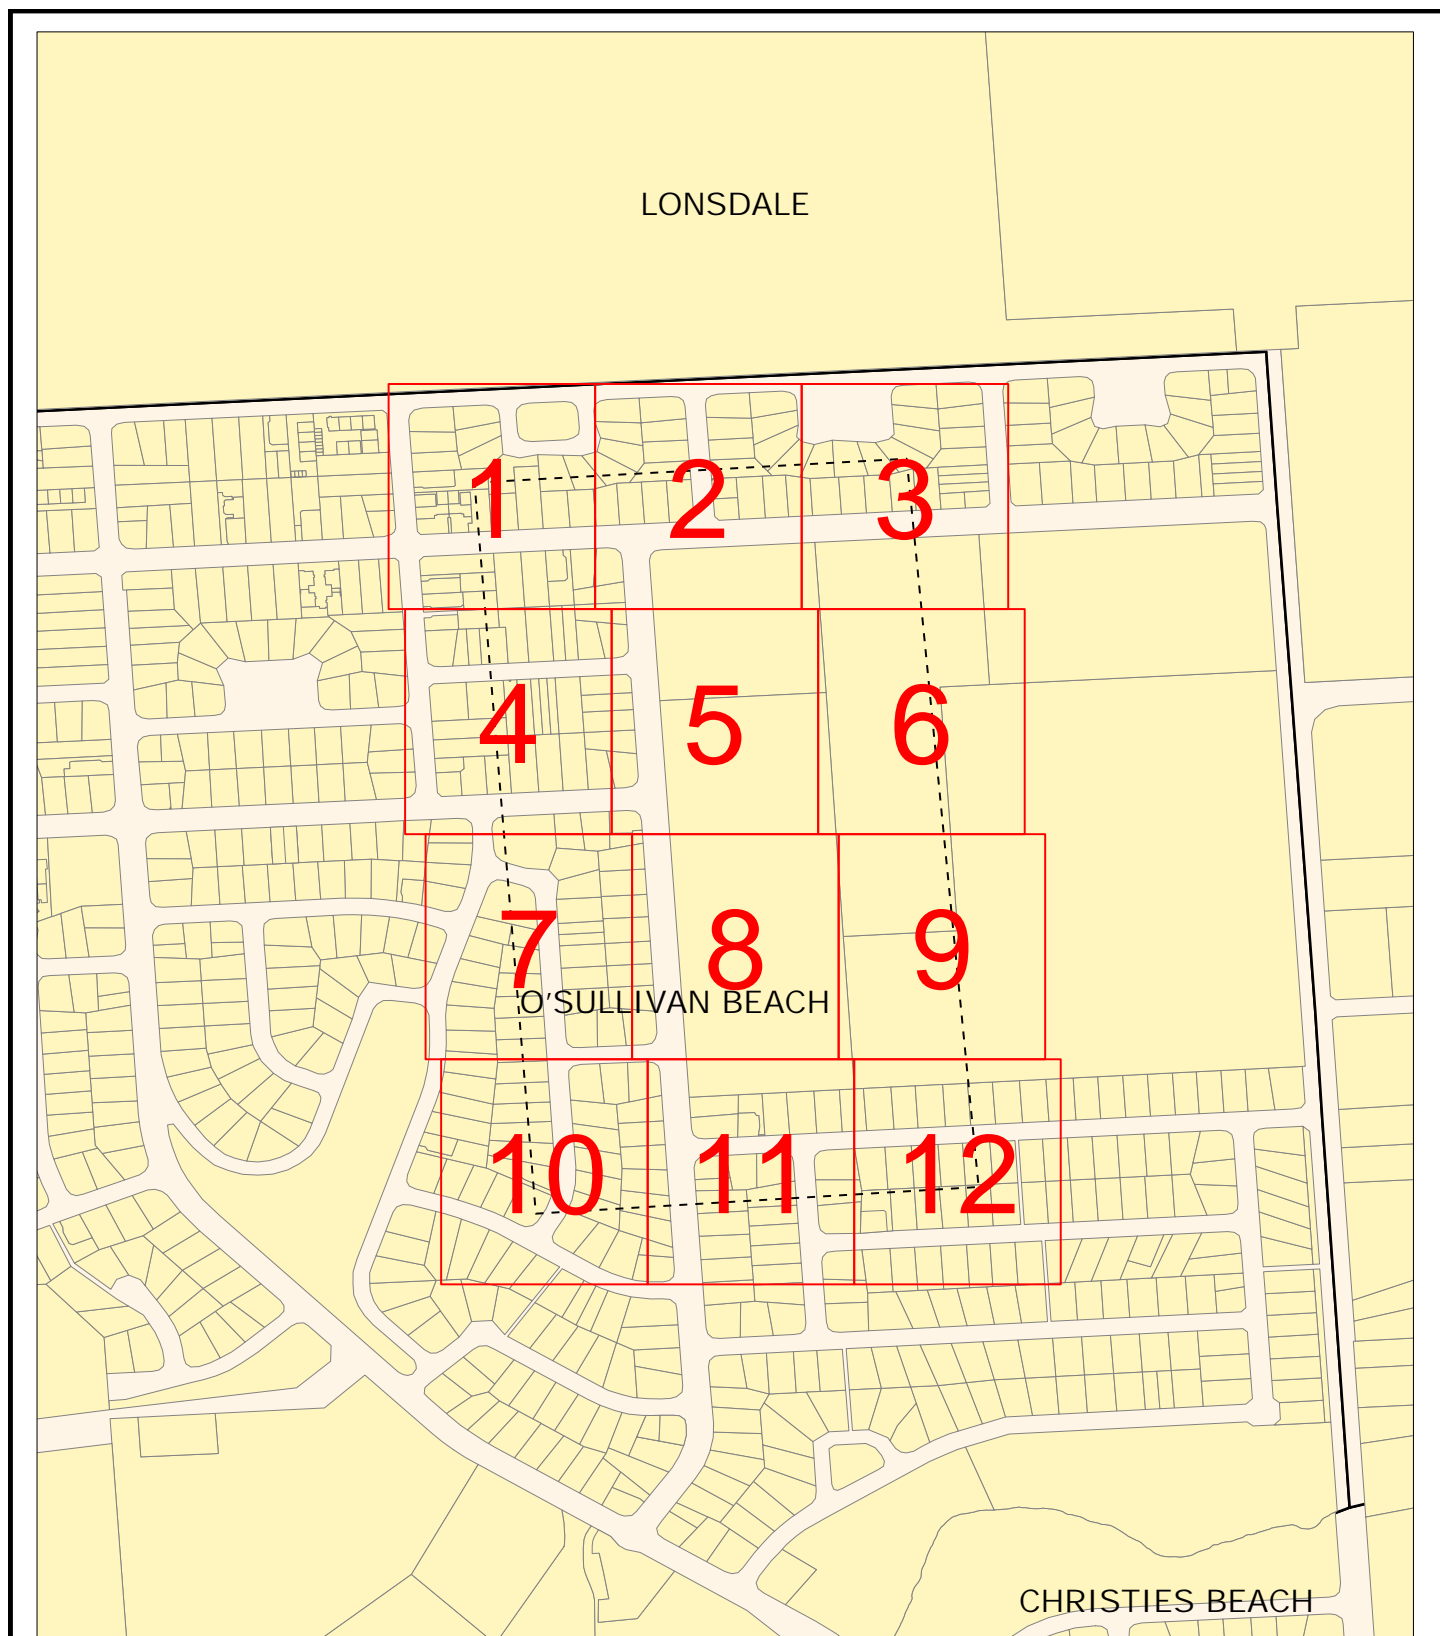 LONSDALE
1 2 3
4 5 6
7 8 9
O'SULLIVAN BEACH
10 11 12
CHRISTIES BEACH